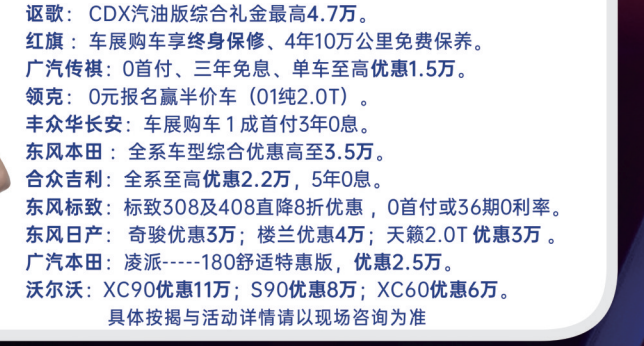 讴歌： CDX汽油版综合礼金最高4.7万。
红旗 ：车展购车享终身保修、4年10万公里免费保养。
广汽传祺：0首付、三年免息、单车至高优惠1.5万。
领克： 0元报名赢半价车（01纯2.0T）。
丰众华长安：车展购车1成首付3年0息。
东风本田 ：全系车型综合优惠高至3.5万。
合众吉利：全系至高优惠2.2万，5年0息。
东风标致：标致308及408直降8折优惠 ，0首付或36期0利率。
东风日产： 奇骏优惠3万；楼兰优惠4万；天籁2.0T 优惠3万 。
广汽本田：凌派-----180舒适特惠版，优惠2.5万。
沃尔沃：XC90优惠11万；S90优惠8万；XC60优惠6万。
具体按揭与活动详情请以现场咨询为准